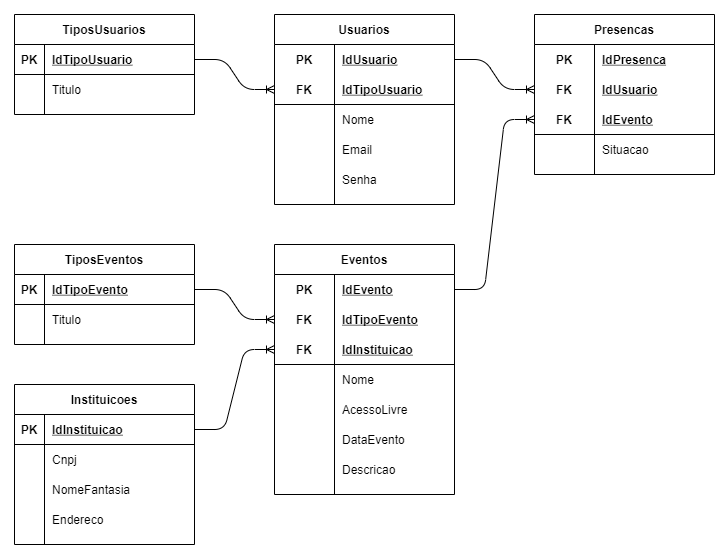 TiposUsuarios
PK IdTipoUsuario
Titulo
Usuarios
PK IdUsuario
FK IdTipoUsuario
Nome
Email
Senha
Presencas
PK IdPresenca
FK IdUsuario
FK IdEvento
Situacao
TiposEventos
PK IdTipoEvento
Titulo
Eventos
PK IdEvento
FK IdTipoEvento
FK IdInstituicao
Nome
AcessoLivre
DataEvento
Descricao
Instituicoes
PK IdInstituicao
Cnpj
NomeFantasia
Endereco